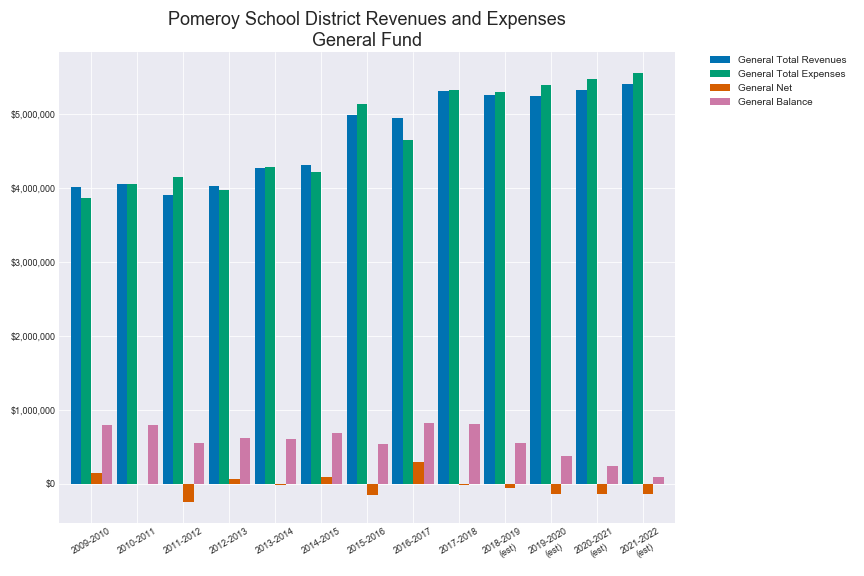 Pomeroy School District Revenues and Expenses
General Fund
General Total Revenues
General Total Expenses
General Net
General Balance
$5,000,000
$4,000,000
$3,000,000
$2,000,000
$1,000,000
$0
2009-2010
2010-2011
2011-2012
2012-2013
2013-2014
2014-2015
2015-2016
2016-2017
2017-2018
2018-2019
(est)
2019-2020
(est)
2020-2021
(est)
2021-2022
(est)